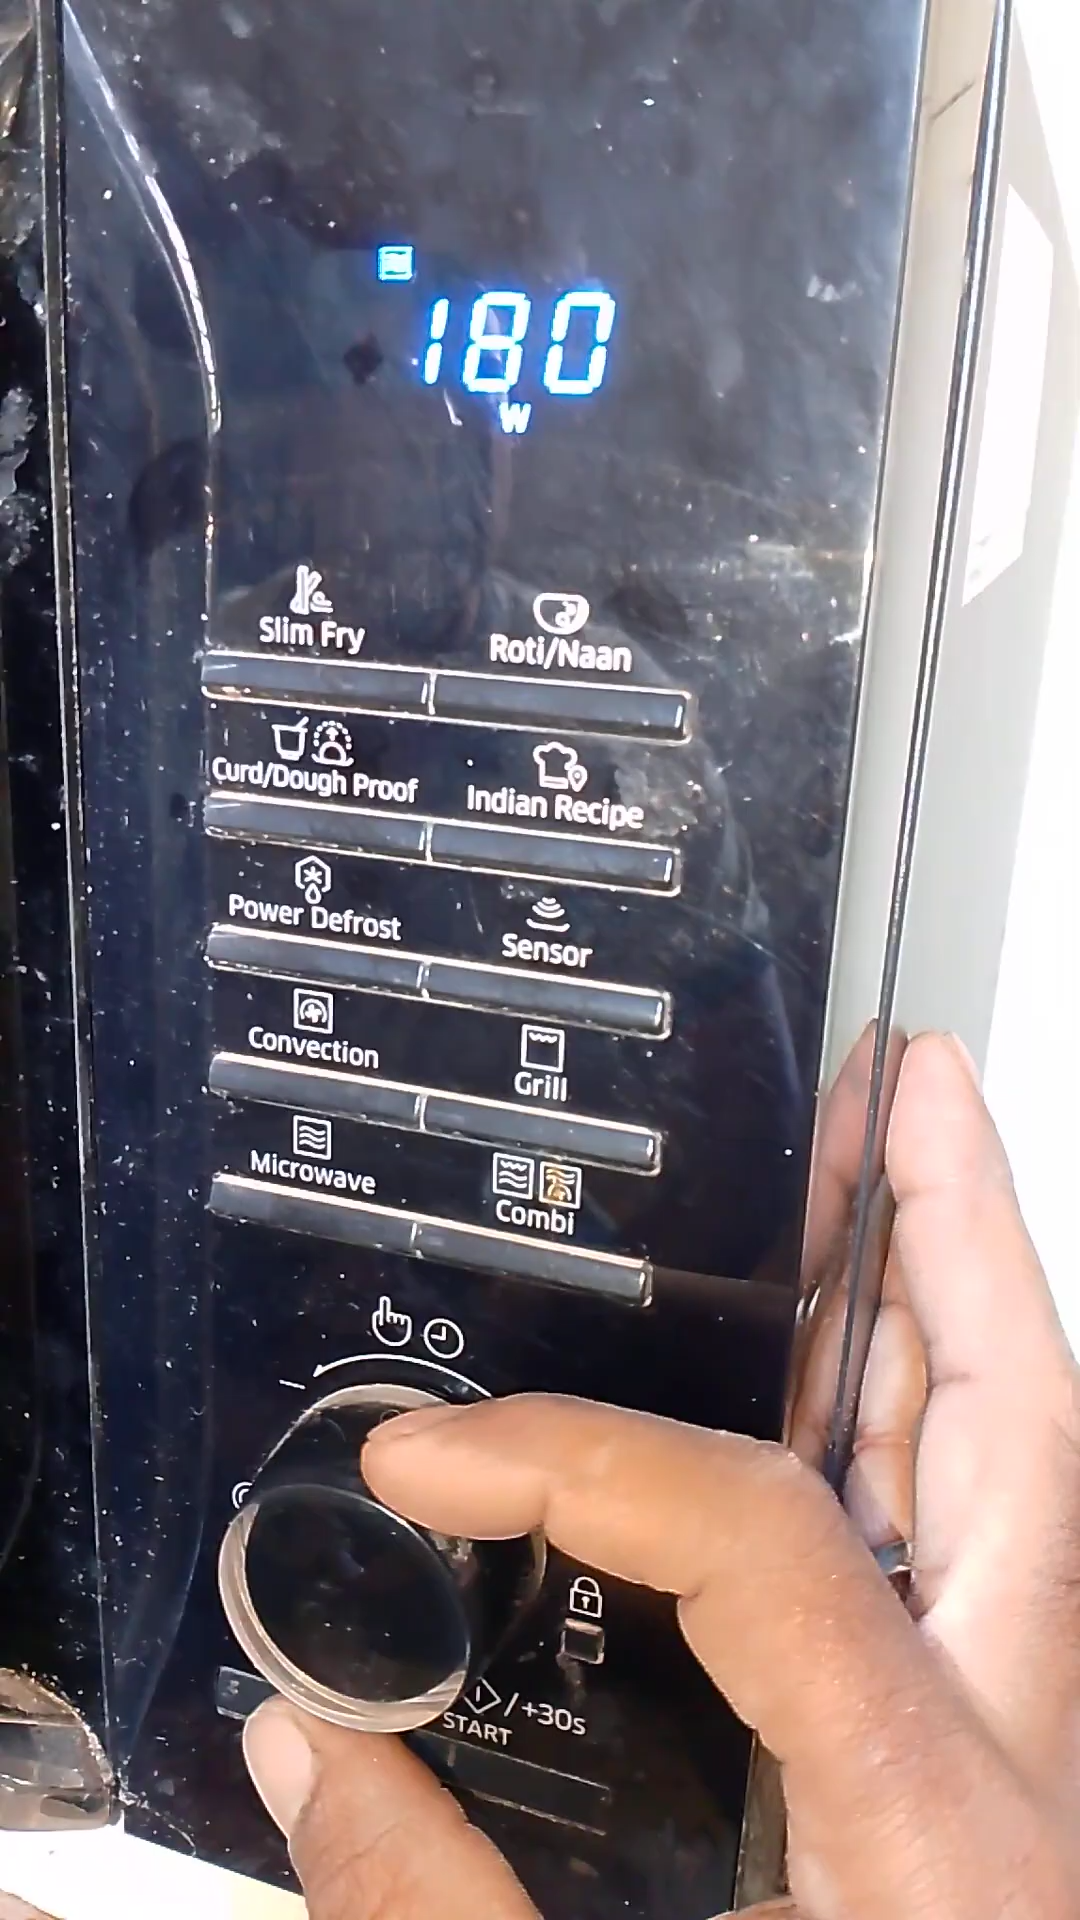 180
W
Slim Fry
Roti/Naan
Curd/Dough Proof
Indian Recipe
Power Defrost
Sensor
Convection
Grill
Microwave
Combi
/+30s
START